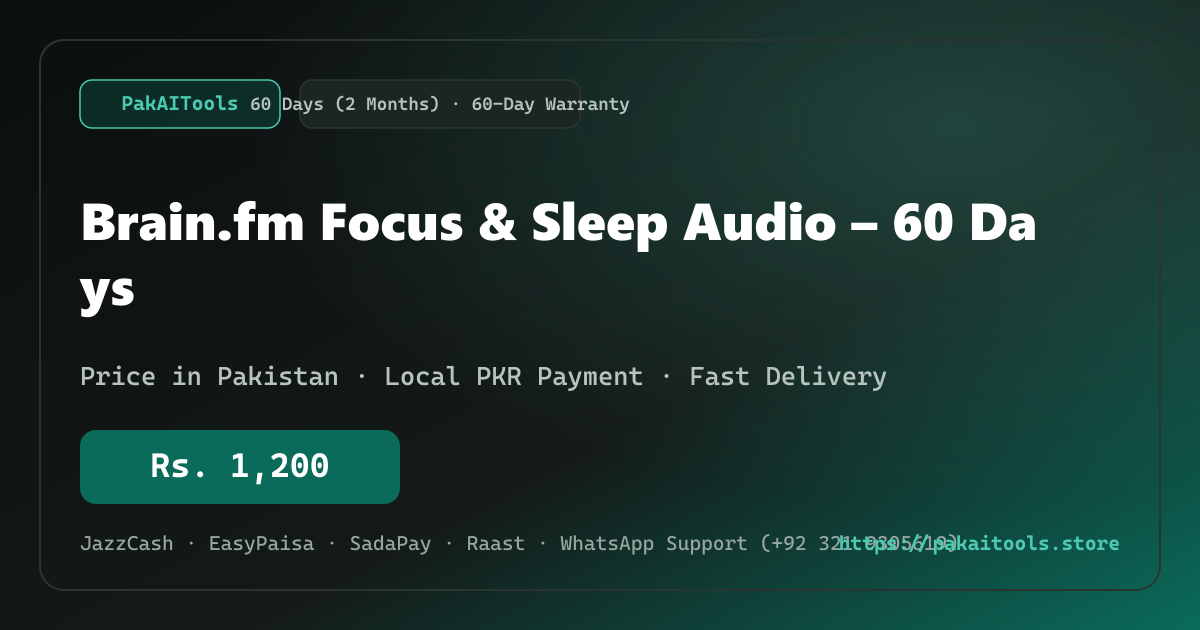 PakAITools 60 Days (2 Months) · 60-Day Warranty
Brain.fm Focus & Sleep Audio – 60 Da
ys
Price in Pakistan · Local PKR Payment · Fast Delivery
Rs. 1,200
JazzCash · EasyPaisa · SadaPay · Raast · WhatsApp Support (+92 321 https://pakaitools.store